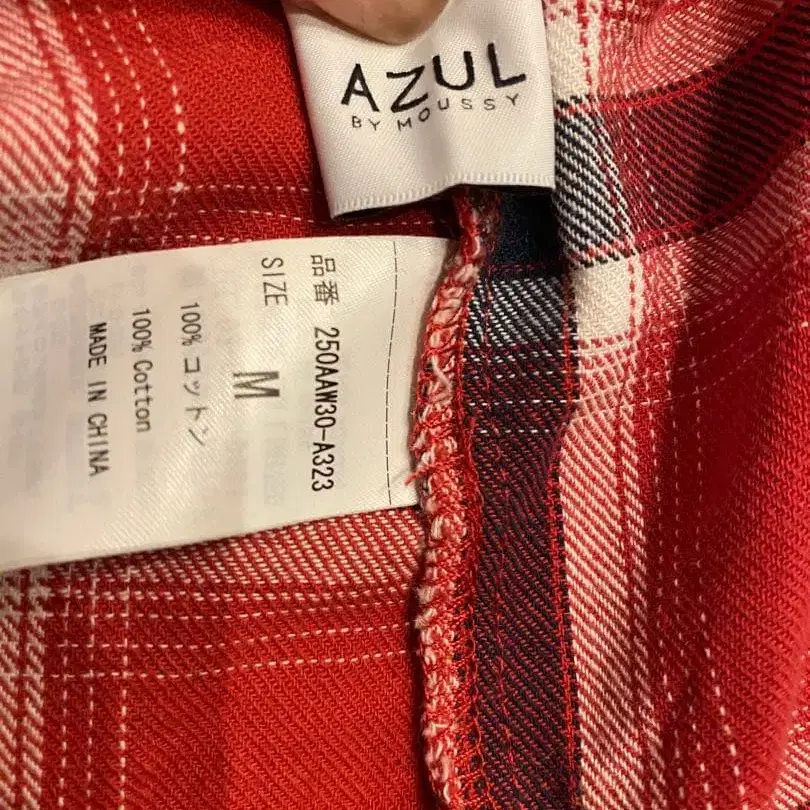 AZUL
BY MOUSSY
品番 250AAW30-A323
SIZE M
100% コットン
100% Cotton
MADE IN CHINA